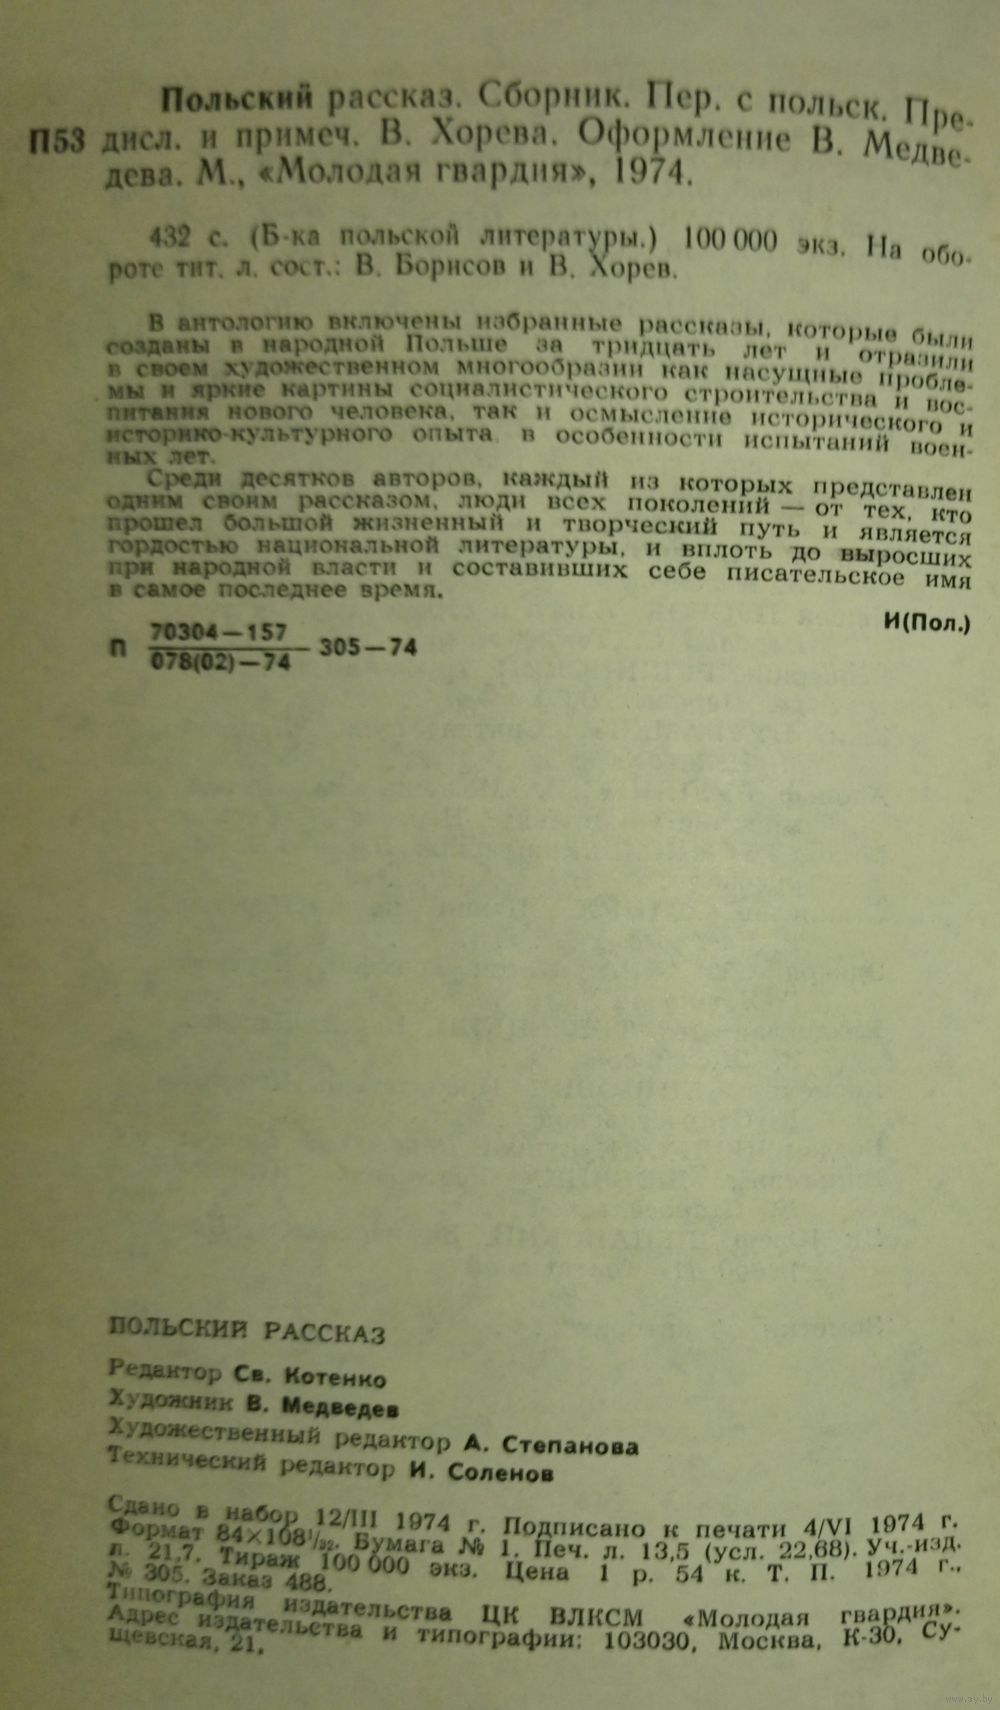 Польский рассказ. Сборник. Пер. с польск. Пре-
П53 дисл. и примеч. В. Хорева. Оформление В. Медве-
дева. М., «Молодая гвардия», 1974.
432 с. (Б-ка польской литературы.) 100 000 экз. На обо-
роте тит. л. сост.: В. Борисов и В. Хорев.
В антологию включены избранные рассказы, которые были
созданы в народной Польше за тридцать лет и отразили
в своем художественном многообразии как насущные пробле-
мы и яркие картины социалистического строительства и вос-
питания нового человека, так и осмысление исторического и
историко-культурного опыта, в особенности испытаний воен-
ных лет.
Среди десятков авторов, каждый из которых представлен
одним своим рассказом, люди всех поколений — от тех, кто
прошел большой жизненный и творческий путь и является
гордостью национальной литературы, и вплоть до выросших
при народной власти и составивших себе писательское имя
в самое последнее время.
И(Пол.)
П 70304—157
078(02)—74 305—74
ПОЛЬСКИЙ РАССКАЗ
Редактор Св. Котенко
Художник В. Медведев
Художественный редактор А. Степанова
Технический редактор И. Соленов
Сдано в набор 12/III 1974 г. Подписано к печати 4/VI 1974 г.
Формат 84×108¹/₃₂. Бумага № 1. Печ. л. 13,5 (усл. 22,68). Уч.-изд.
л. 21,7. Тираж 100 000 экз. Цена 1 р. 54 к. Т. П. 1974 г.,
№ 305. Заказ 488.
Типография издательства ЦК ВЛКСМ «Молодая гвардия».
Адрес издательства и типографии: 103030, Москва, К-30, Су-
щевская, 21.
www.ay.by